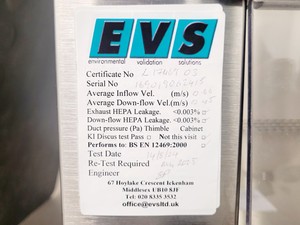 EVS
environmental validation solutions
Certificate No
Serial No
Average Inflow Vel. (m/s)
Average Down-flow Vel. (m/s)
Exhaust HEPA Leakage. <0.003%
Down-flow HEPA Leakage. <0.003%
Duct pressure (Pa) Thimble Cabinet
KI Discus test Pass Not this visit
Performs to: BS EN 12469:2000
Test Date
Re-Test Required
Engineer
67 Hoylake Crescent Ickenham
Middlesex UB10 8JF
Tel: 020 8335 3532
office@evsltd.uk